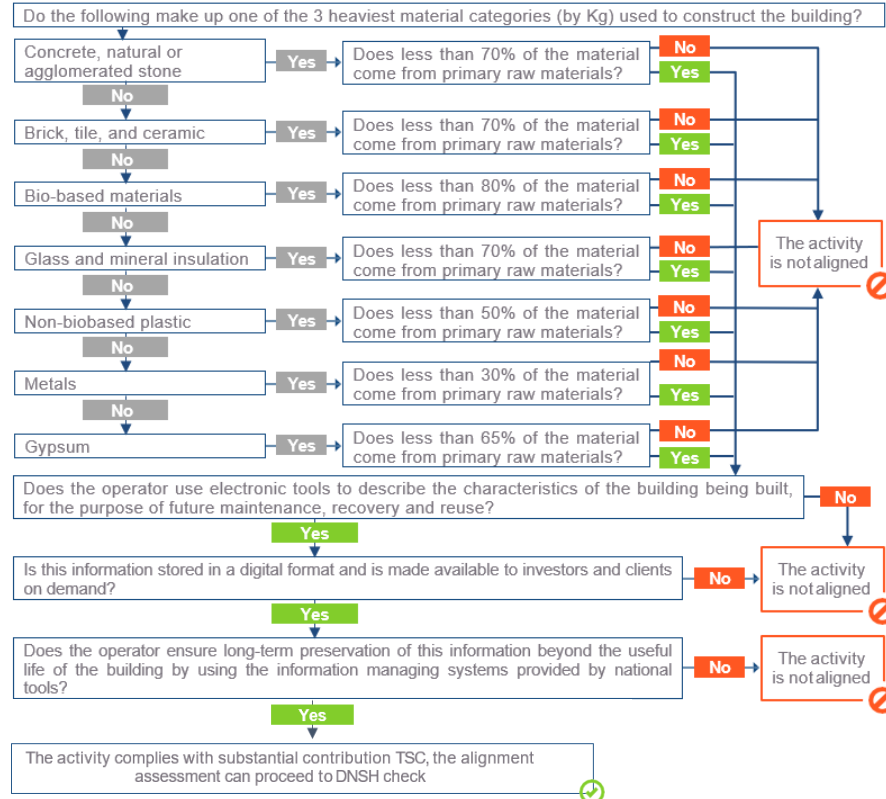 Do the following make up one of the 3 heaviest material categories (by Kg) used to construct the building?
Concrete, natural or
agglomerated stone
Yes
Does less than 70% of the material
come from primary raw materials?
No
Yes
No
Brick, tile, and ceramic
Yes
Does less than 70% of the material
come from primary raw materials?
No
Yes
No
Bio-based materials
Yes
Does less than 80% of the material
come from primary raw materials?
No
Yes
No
Glass and mineral insulation
Yes
Does less than 70% of the material
come from primary raw materials?
No
Yes
The activity
is not aligned
No
Non-biobased plastic
Yes
Does less than 50% of the material
come from primary raw materials?
No
Yes
No
Metals
Yes
Does less than 30% of the material
come from primary raw materials?
No
Yes
No
Gypsum
Yes
Does less than 65% of the material
come from primary raw materials?
No
Yes
Does the operator use electronic tools to describe the characteristics of the building being built,
for the purpose of future maintenance, recovery and reuse?
No
Yes
Is this information stored in a digital format and is made available to investors and clients
on demand?
No
The activity
is not aligned
Yes
Does the operator ensure long-term preservation of this information beyond the useful
life of the building by using the information managing systems provided by national
tools?
No
The activity
is not aligned
Yes
The activity complies with substantial contribution TSC, the alignment
assessment can proceed to DNSH check